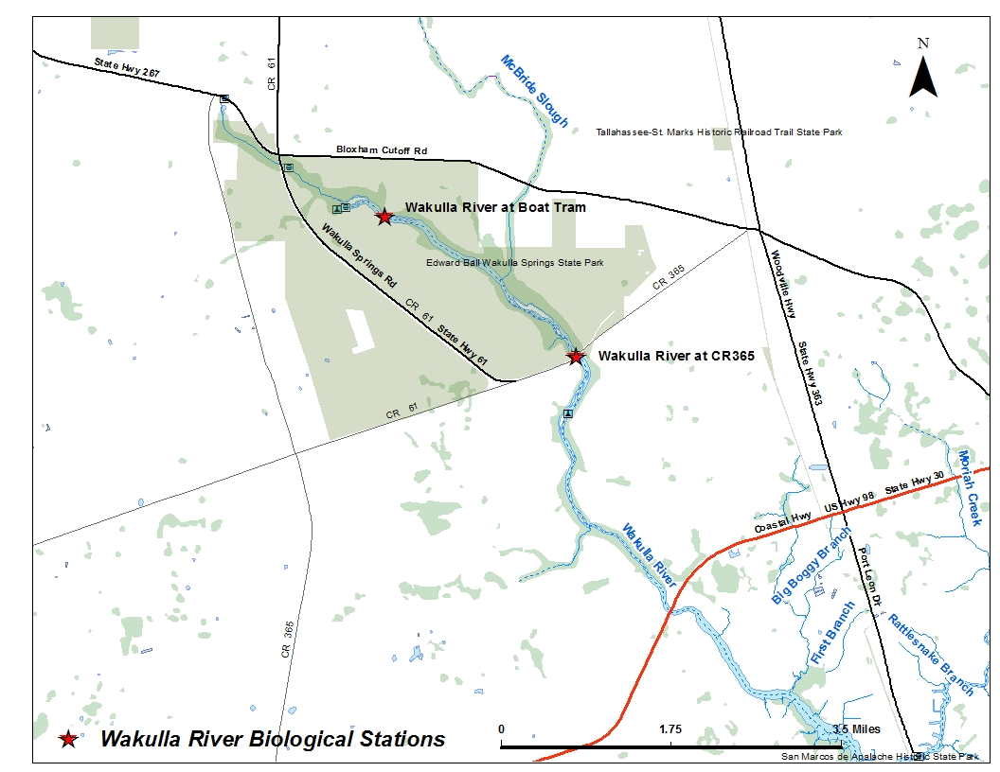 N
State Hwy 267
CR 61
McBride Slough
Tallahassee-St. Marks Historic Railroad Trail State Park
Bloxham Cutoff Rd
Wakulla River at Boat Tram
Wakulla Springs Rd
Edward Ball Wakulla Springs State Park
CR 365
Woodville Hwy
CR 61
State Hwy 61
State Hwy 363
Wakulla River at CR365
CR 61
Moriah Creek
State Hwy 30
US Hwy 98
Coastal Hwy
Wakulla River
Big Boggy Branch
Port Leon Dr
First Branch
Rattlesnake Branch
CR 365
Wakulla River Biological Stations
0 1.75 3.5 Miles
San Marcos de Apalache Historic State Park